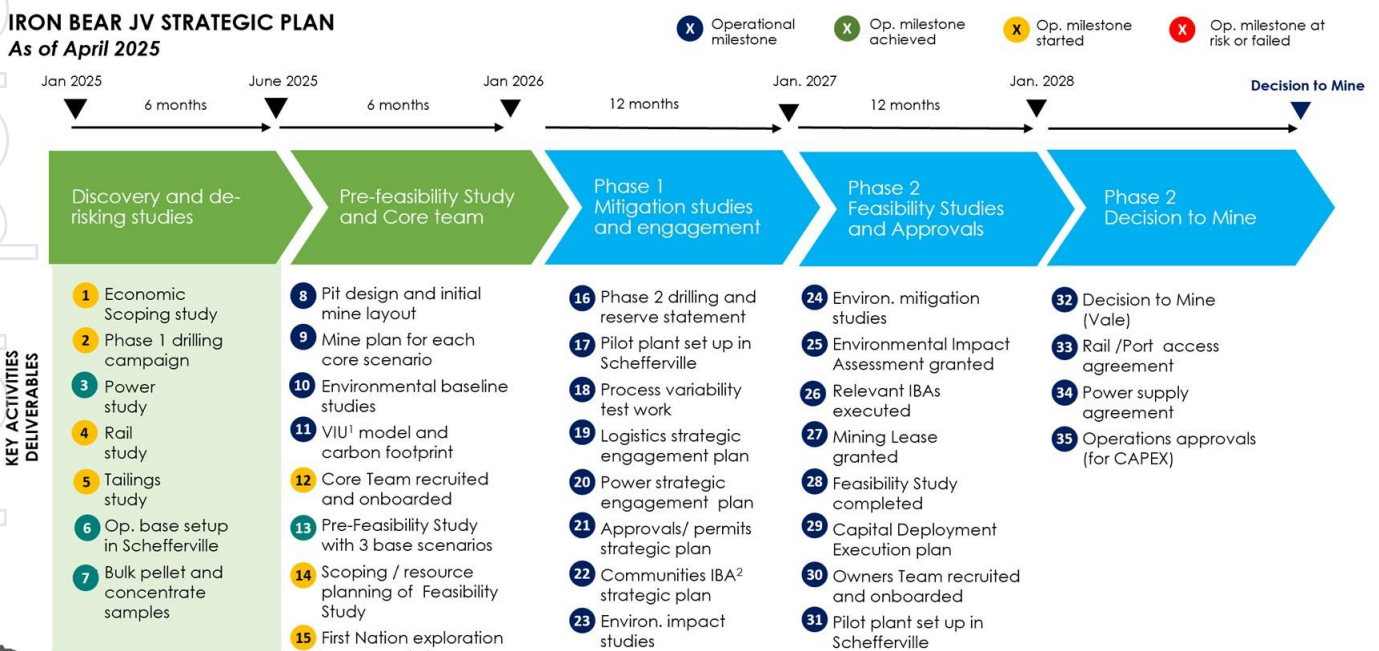 IRON BEAR JV STRATEGIC PLAN
As of April 2025
X Operational
milestone
X Op. milestone
achieved
X Op. milestone
started
X Op. milestone at
risk or failed
Jan 2025
June 2025
Jan 2026
Jan. 2027
Jan. 2028
Decision to Mine
6 months
6 months
12 months
12 months
Discovery and de-
risking studies
Pre-feasibility Study
and Core team
Phase 1
Mitigation studies
and engagement
Phase 2
Feasibility Studies
and Approvals
Phase 2
Decision to Mine
KEY ACTIVITIES
DELIVERABLES
1 Economic
Scoping study
2 Phase 1 drilling
campaign
3 Power
study
4 Rail
study
5 Tailings
study
6 Op. base setup
in Schefferville
7 Bulk pellet and
concentrate
samples
8 Pit design and initial
mine layout
9 Mine plan for each
core scenario
10 Environmental baseline
studies
11 VIU¹ model and
carbon footprint
12 Core Team recruited
and onboarded
13 Pre-Feasibility Study
with 3 base scenarios
14 Scoping / resource
planning of Feasibility
Study
15 First Nation exploration
16 Phase 2 drilling and
reserve statement
17 Pilot plant set up in
Schefferville
18 Process variability
test work
19 Logistics strategic
engagement plan
20 Power strategic
engagement plan
21 Approvals/ permits
strategic plan
22 Communities IBA²
strategic plan
23 Environ. impact
studies
24 Environ. mitigation
studies
25 Environmental Impact
Assessment granted
26 Relevant IBAs
executed
27 Mining Lease
granted
28 Feasibility Study
completed
29 Capital Deployment
Execution plan
30 Owners Team recruited
and onboarded
31 Pilot plant set up in
Schefferville
32 Decision to Mine
(Vale)
33 Rail /Port access
agreement
34 Power supply
agreement
35 Operations approvals
(for CAPEX)